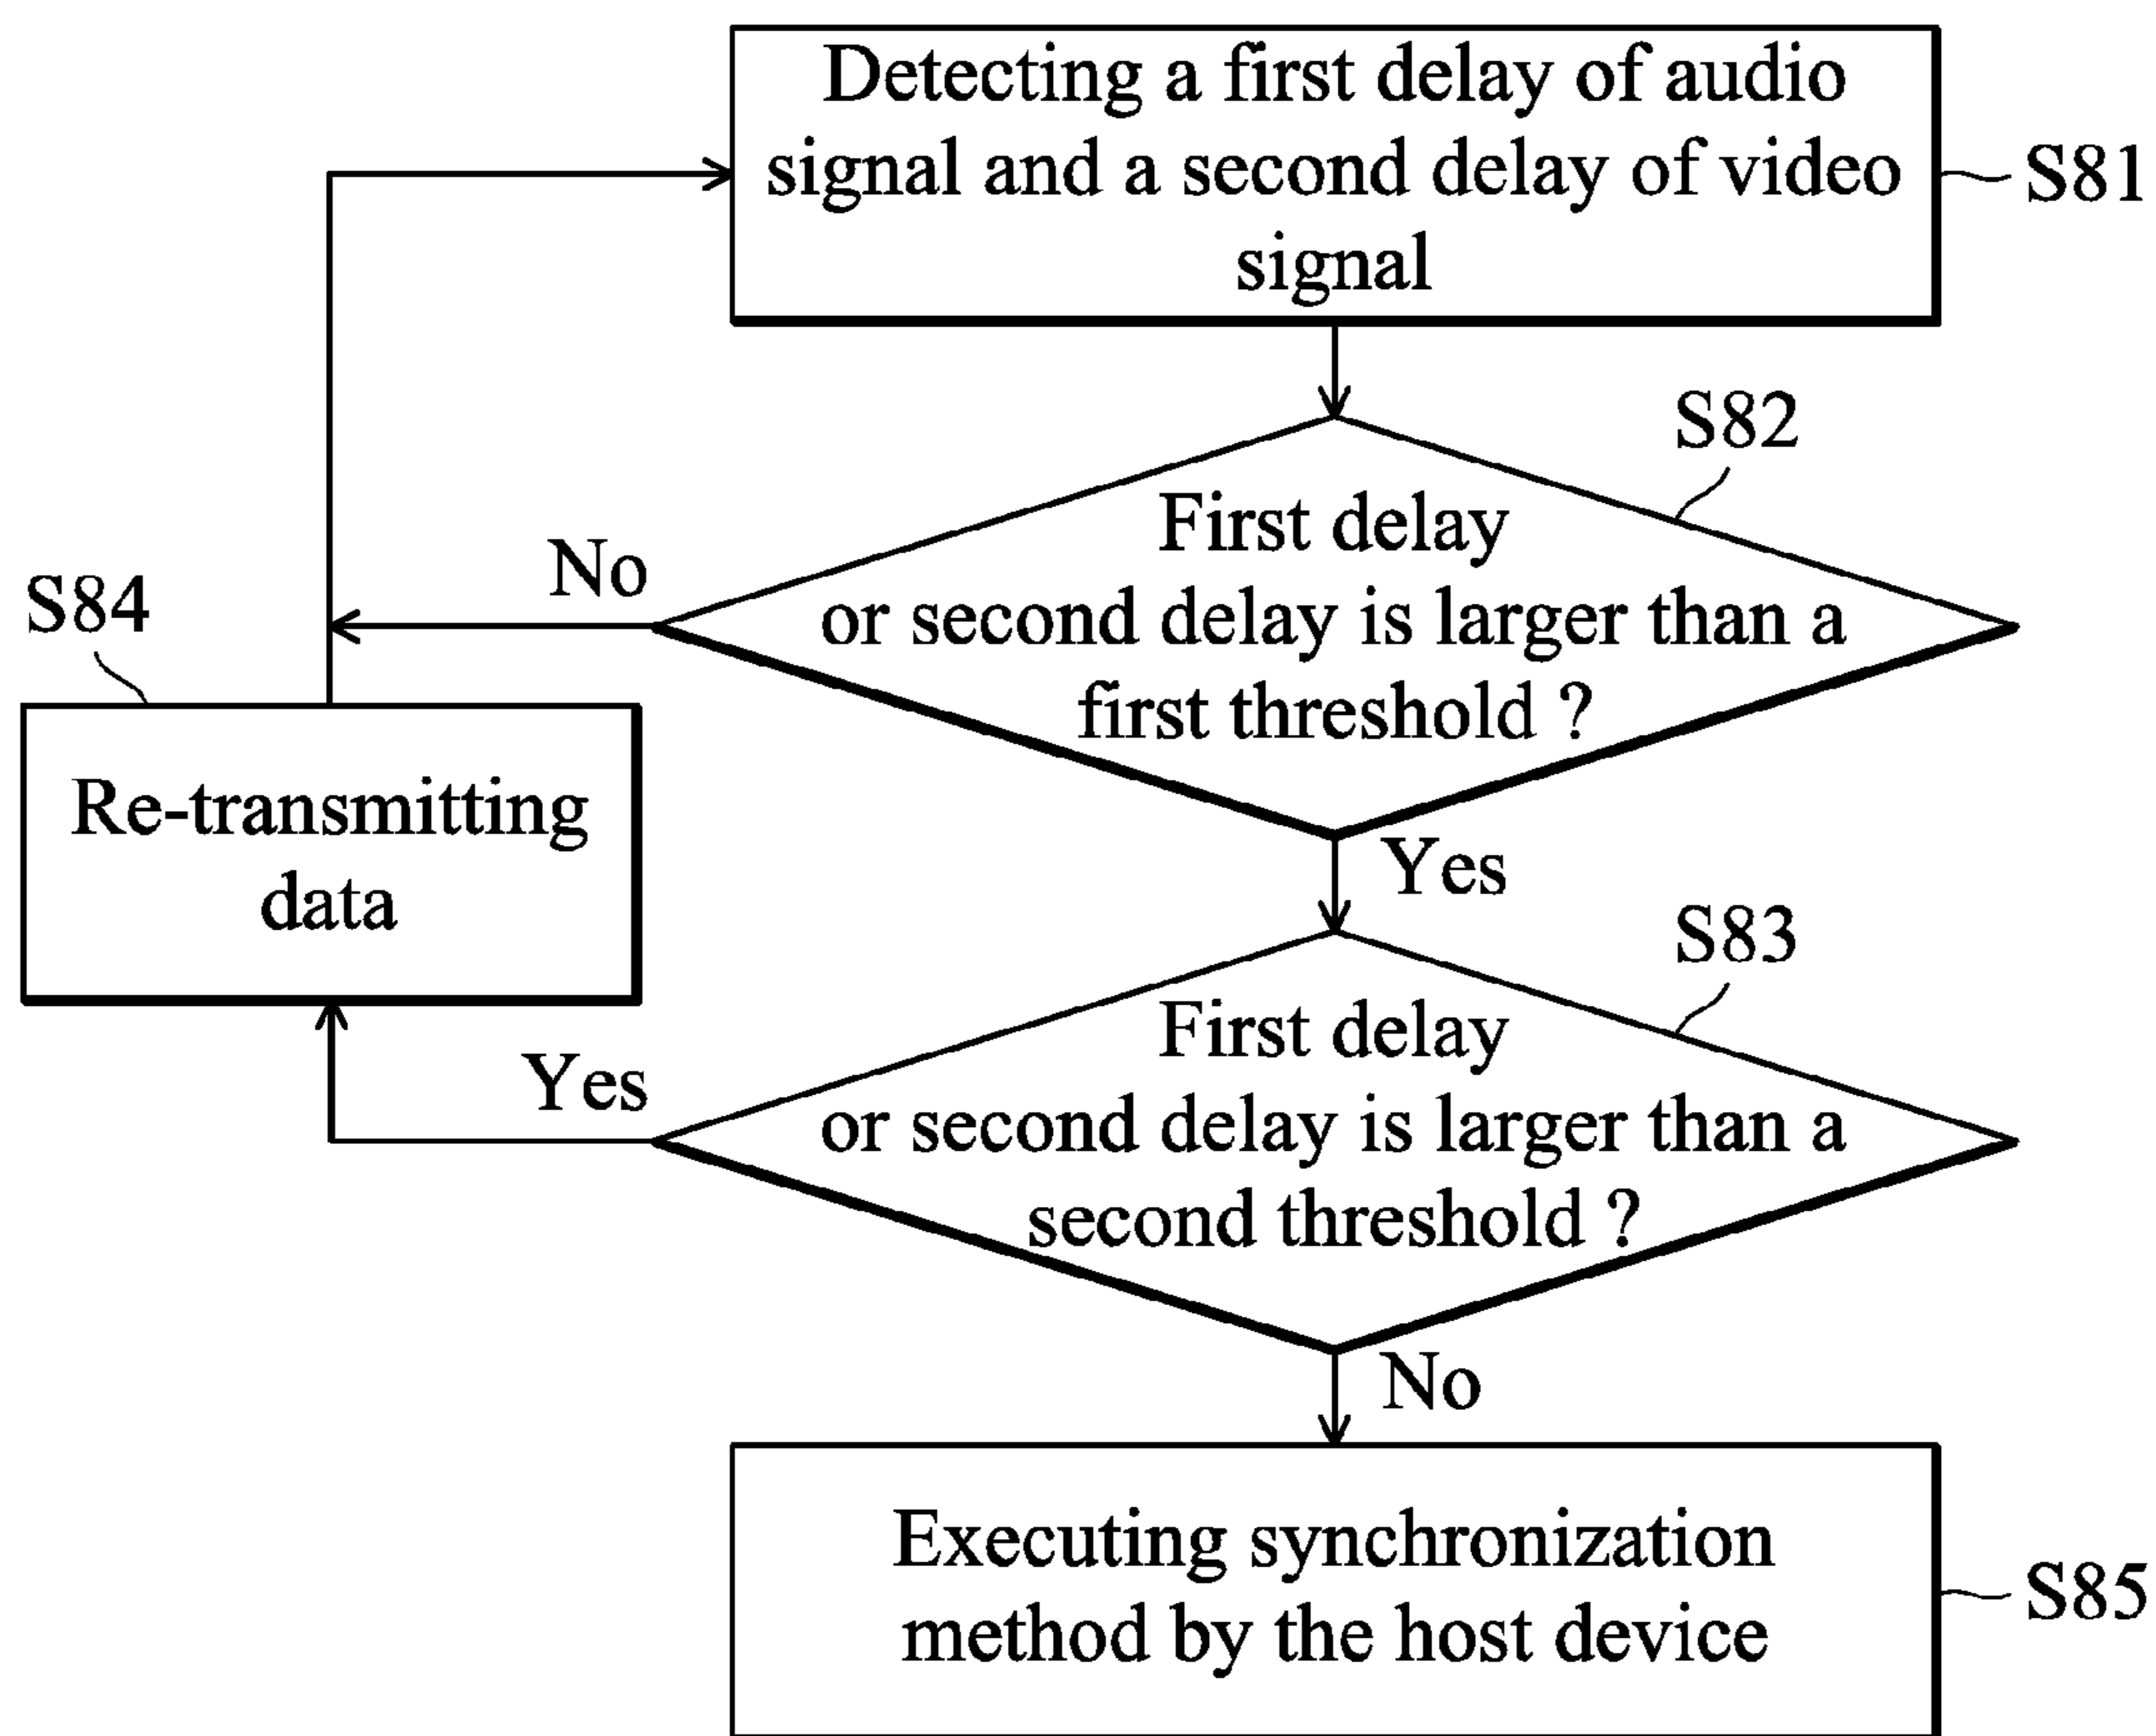 Detecting a first delay of audio
signal and a second delay of video
signal
S81
S82
First delay
or second delay is larger than a
first threshold ?
No
S84
Re-transmitting
data
Yes
S83
First delay
or second delay is larger than a
second threshold ?
Yes
No
Executing synchronization
method by the host device
S85